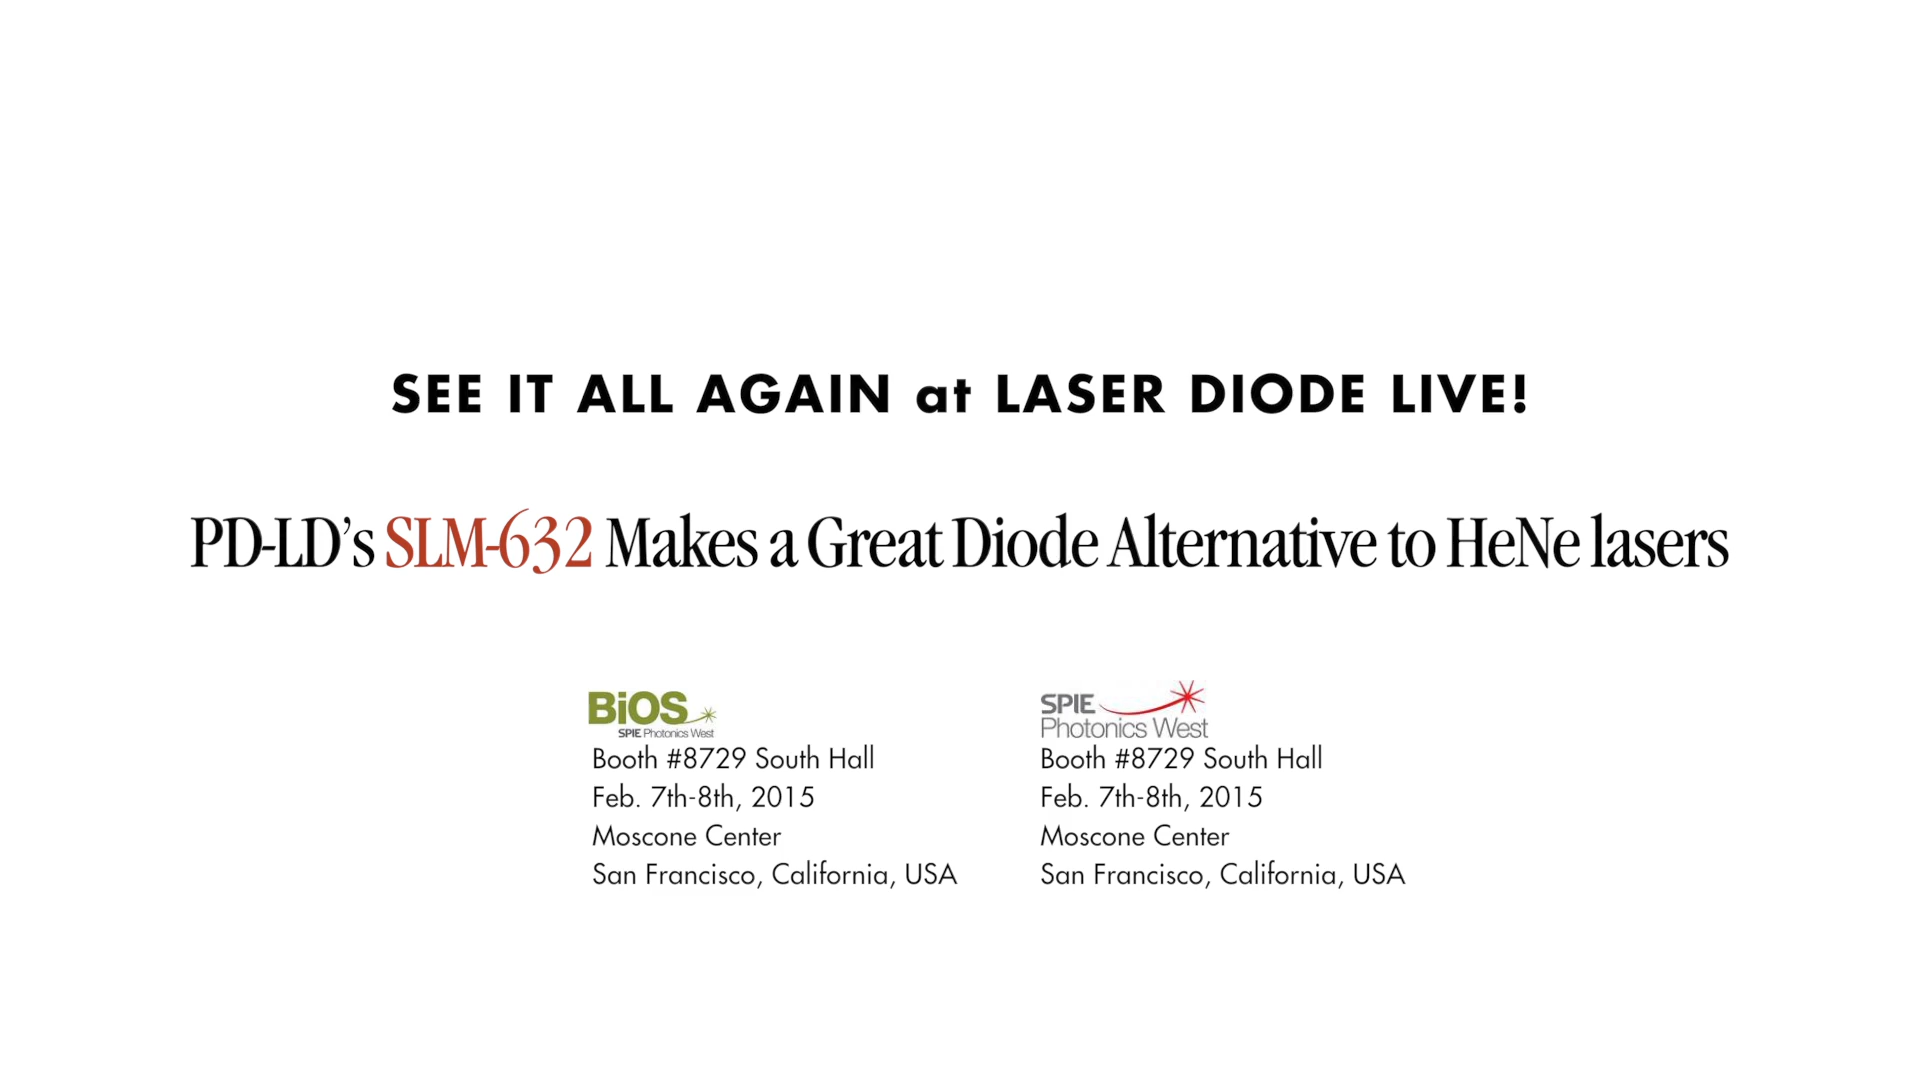 SEE IT ALL AGAIN at LASER DIODE LIVE!
PD-LD’s SLM-632 Makes a Great Diode Alternative to HeNe lasers
BiOS
SPIE Photonics West
Booth #8729 South Hall
Feb. 7th-8th, 2015
Moscone Center
San Francisco, California, USA
SPIE
Photonics West
Booth #8729 South Hall
Feb. 7th-8th, 2015
Moscone Center
San Francisco, California, USA